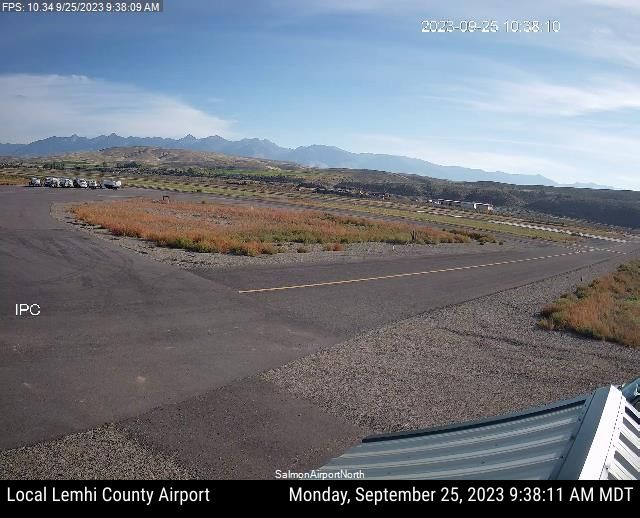 FPS: 10.34 9/25/2023 9:38:09 AM
2023-09-25 10:38:10
IPC
SalmonAirportNorth
Local Lemhi County Airport
Monday, September 25, 2023 9:38:11 AM MDT